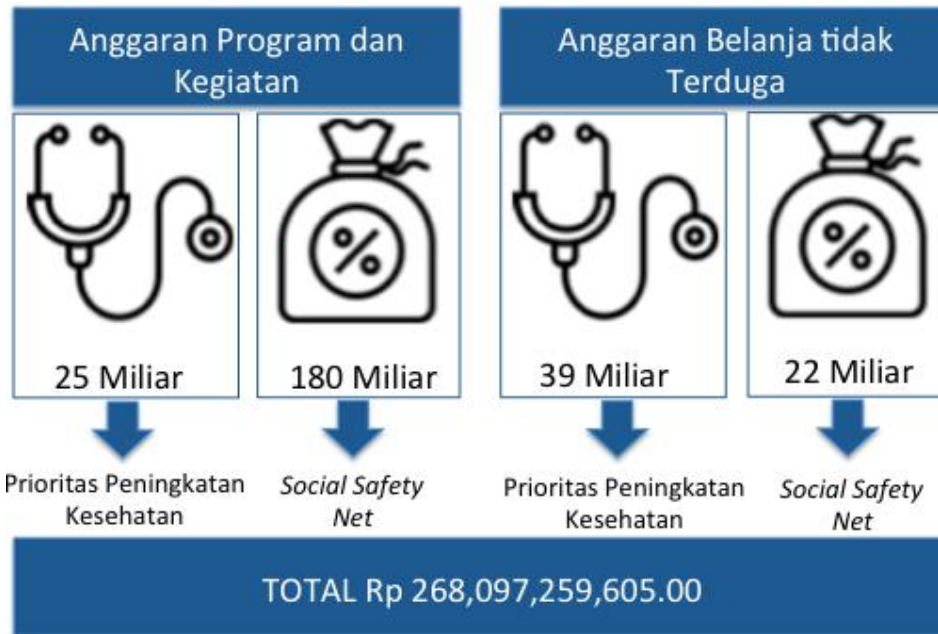 Anggaran Program dan
Kegiatan
Anggaran Belanja tidak
Terduga
25 Miliar
180 Miliar
39 Miliar
22 Miliar
Prioritas Peningkatan
Kesehatan
Social Safety
Net
Prioritas Peningkatan
Kesehatan
Social Safety
Net
TOTAL Rp 268,097,259,605.00